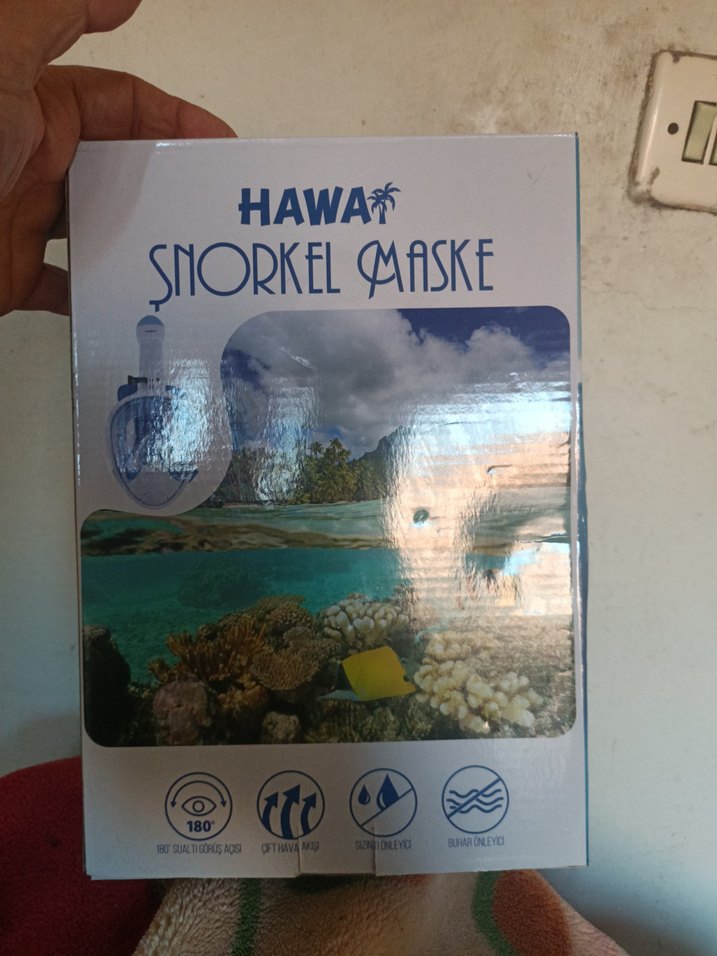 HAWAİ
ŞNORKEL MASKE
180°
180° SUALTI GÖRÜŞ AÇISI
ÇİFT HAVA AKIŞI
SIZINTI ÖNLEYİCİ
BUHAR ÖNLEYİCİ